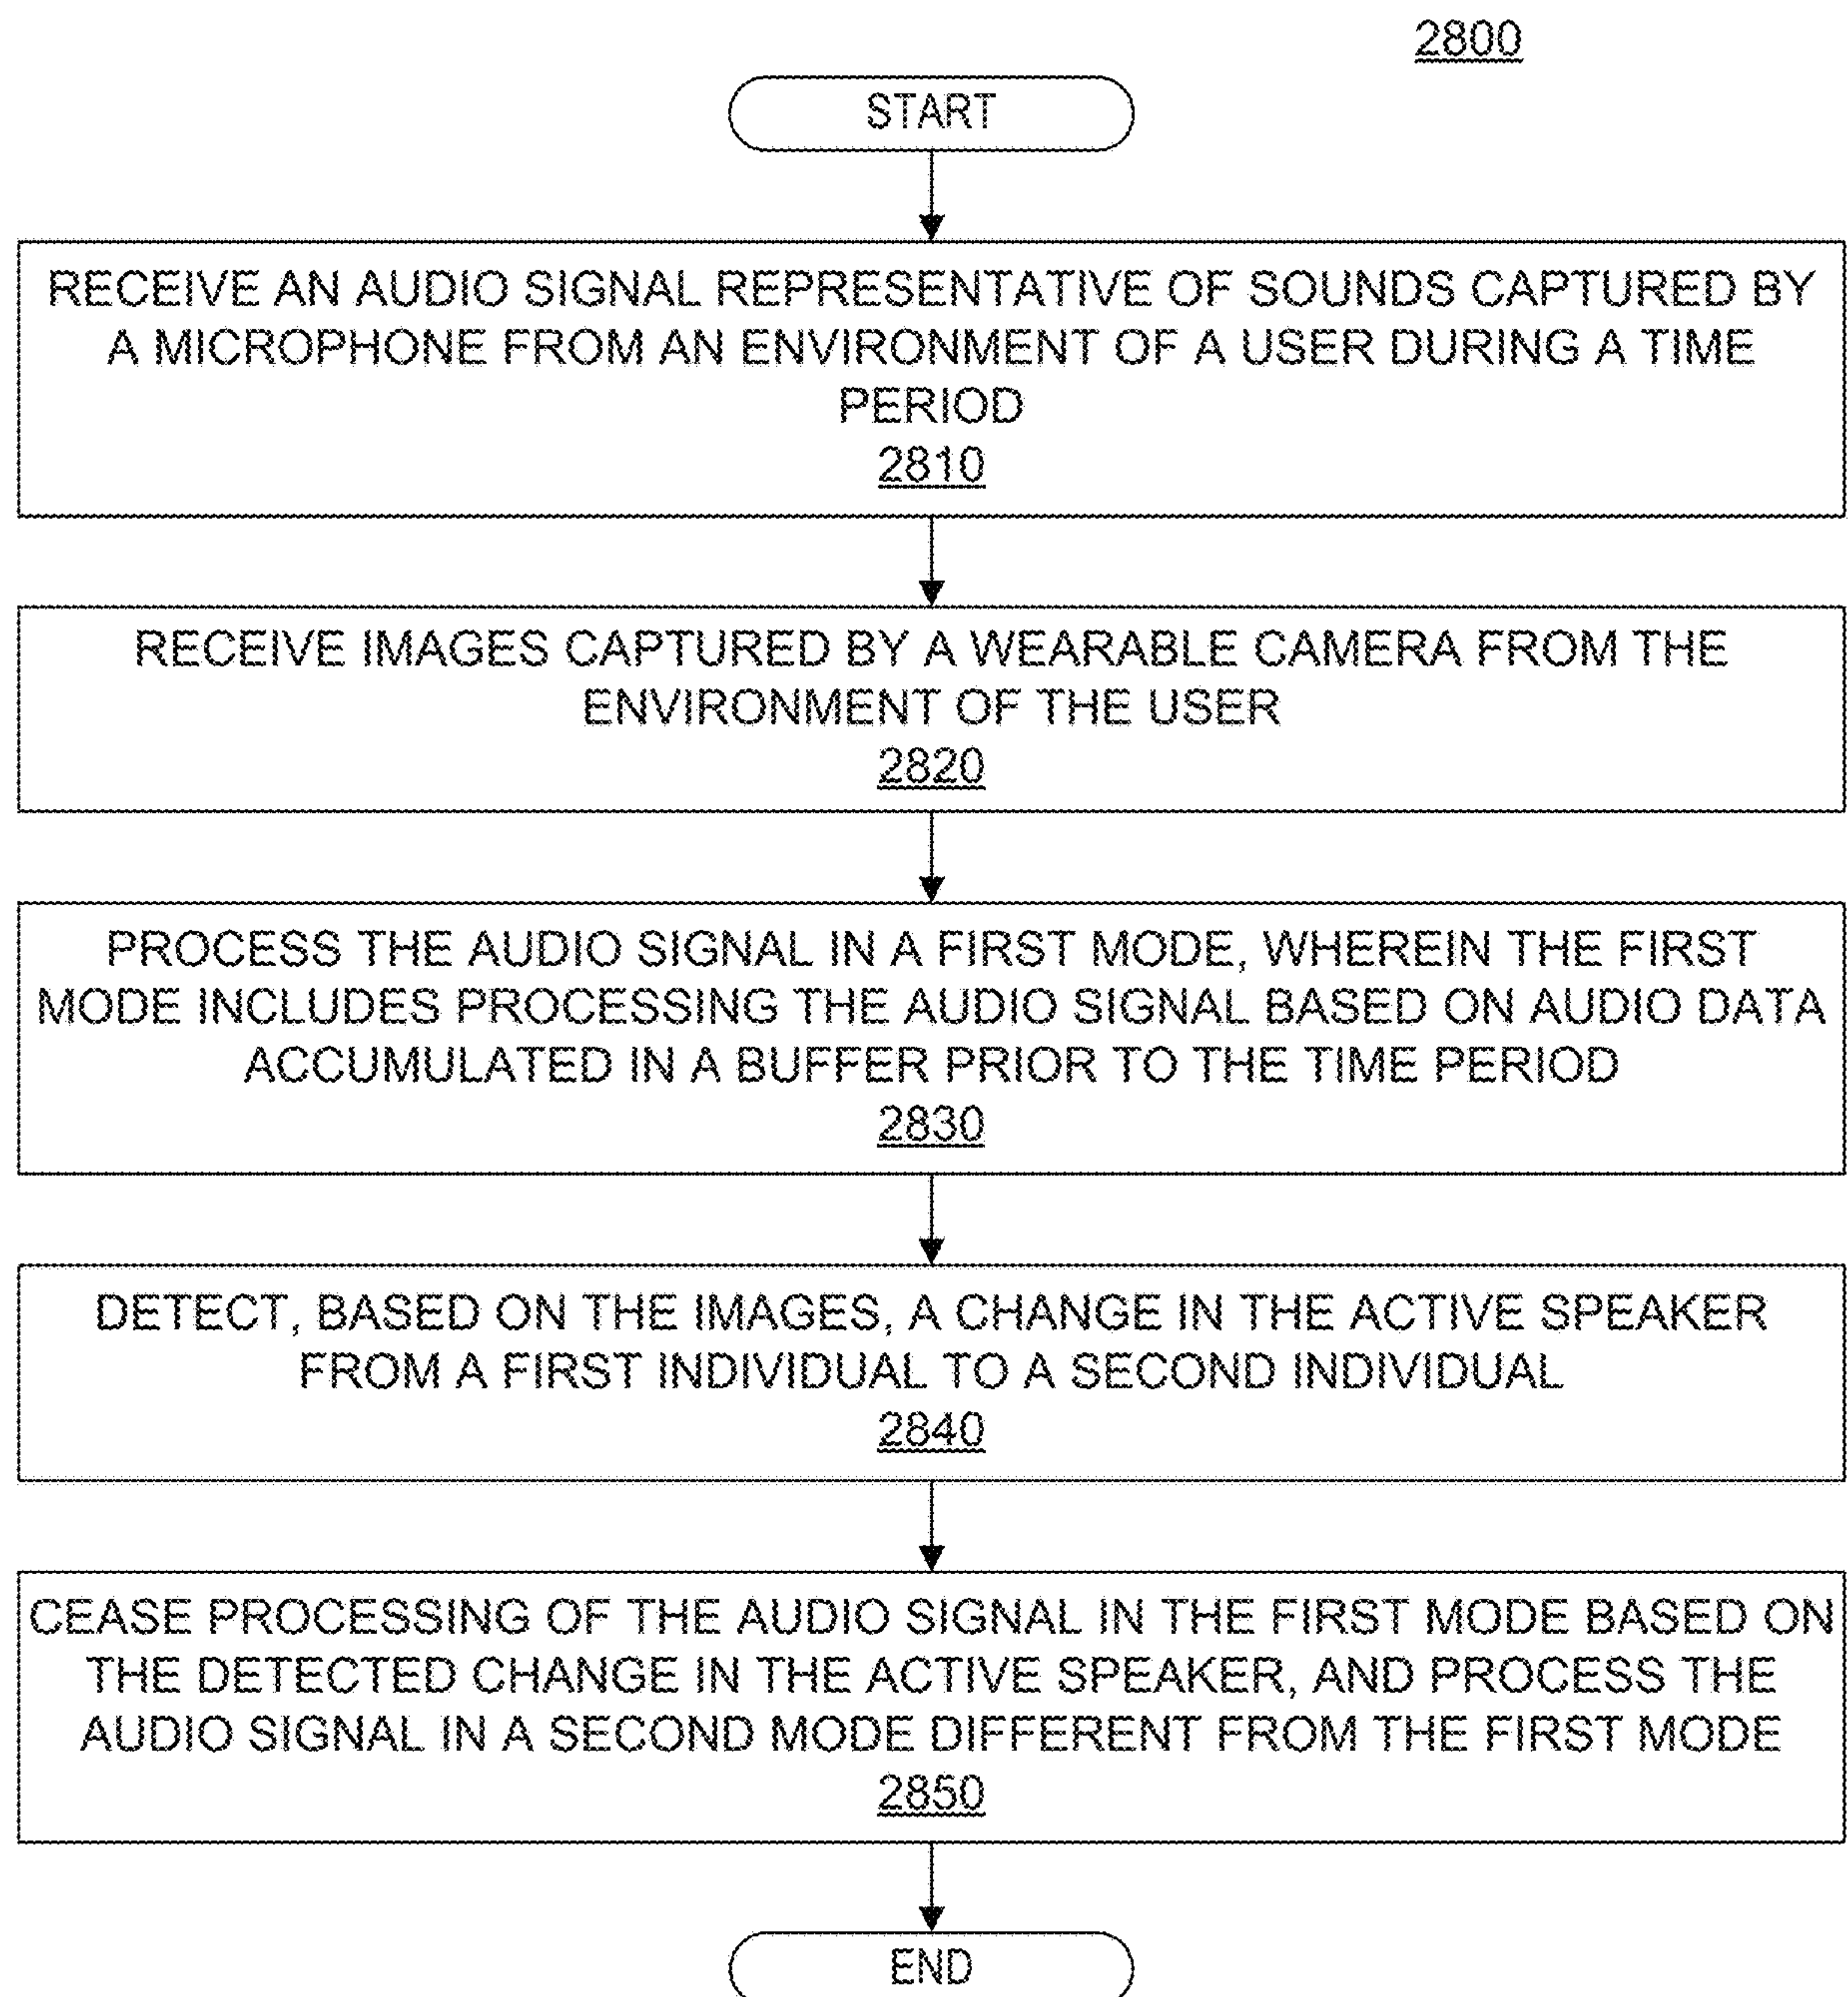 2800
START
RECEIVE AN AUDIO SIGNAL REPRESENTATIVE OF SOUNDS CAPTURED BY
A MICROPHONE FROM AN ENVIRONMENT OF A USER DURING A TIME
PERIOD
2810
RECEIVE IMAGES CAPTURED BY A WEARABLE CAMERA FROM THE
ENVIRONMENT OF THE USER
2820
PROCESS THE AUDIO SIGNAL IN A FIRST MODE, WHEREIN THE FIRST
MODE INCLUDES PROCESSING THE AUDIO SIGNAL BASED ON AUDIO DATA
ACCUMULATED IN A BUFFER PRIOR TO THE TIME PERIOD
2830
DETECT, BASED ON THE IMAGES, A CHANGE IN THE ACTIVE SPEAKER
FROM A FIRST INDIVIDUAL TO A SECOND INDIVIDUAL
2840
CEASE PROCESSING OF THE AUDIO SIGNAL IN THE FIRST MODE BASED ON
THE DETECTED CHANGE IN THE ACTIVE SPEAKER, AND PROCESS THE
AUDIO SIGNAL IN A SECOND MODE DIFFERENT FROM THE FIRST MODE
2850
END